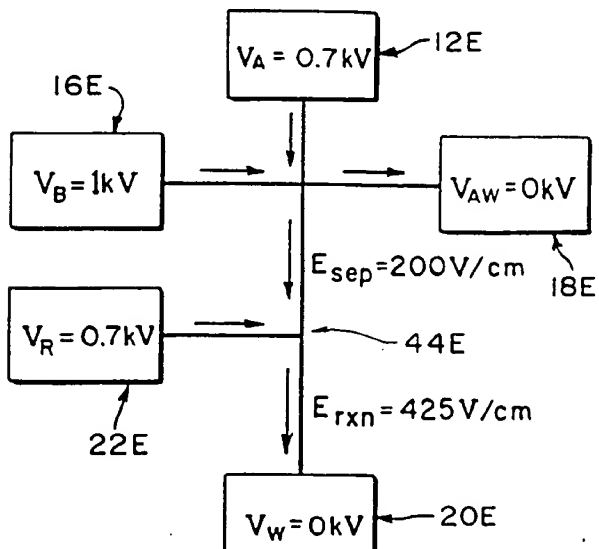 V_A = 0.7kV
12E
16E
V_B = 1kV
V_AW = 0kV
18E
E_sep = 200V/cm
V_R = 0.7kV
44E
22E
E_rxn = 425V/cm
V_W = 0kV
20E